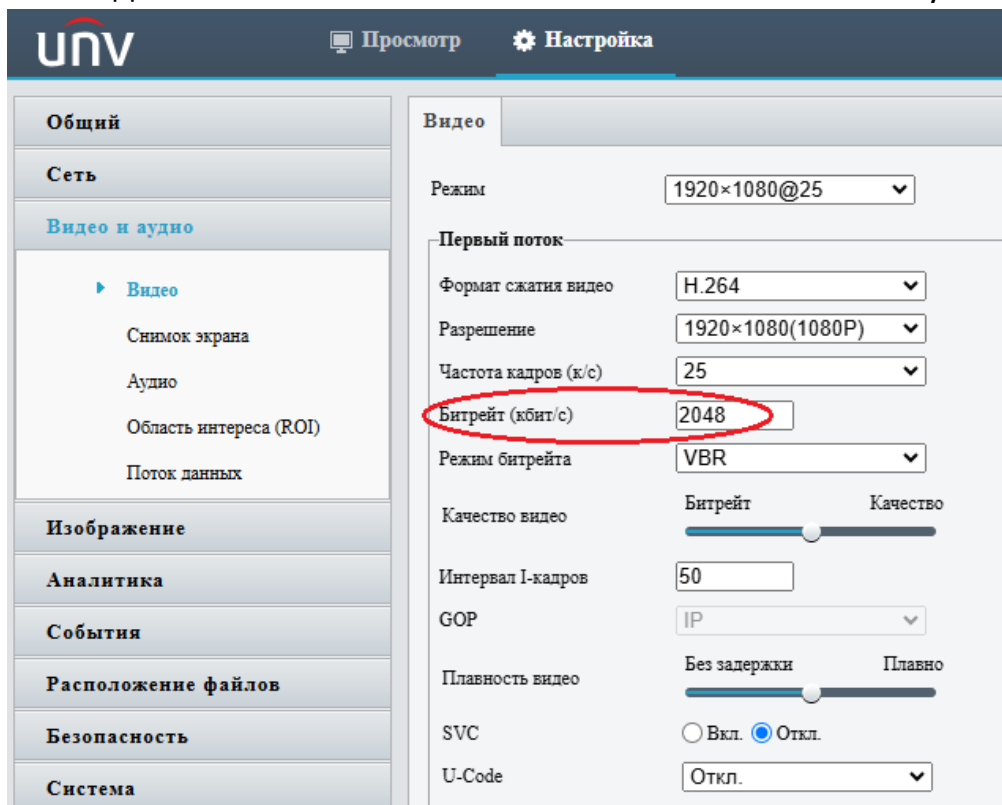 unv Просмотр Настройка
Общий
Сеть
Видео и аудио
Видео
Снимок экрана
Аудио
Область интереса (ROI)
Поток данных
Изображение
Аналитика
События
Расположение файлов
Безопасность
Система
Видео
Режим 1920×1080@25
Первый поток
Формат сжатия видео H.264
Разрешение 1920×1080(1080P)
Частота кадров (к/с) 25
Битрейт (кбит/с) 2048
Режим битрейта VBR
Качество видео Битрейт Качество
Интервал I-кадров 50
GOP IP
Плавность видео Без задержки Плавно
SVC Вкл. Откл.
U-Code Откл.